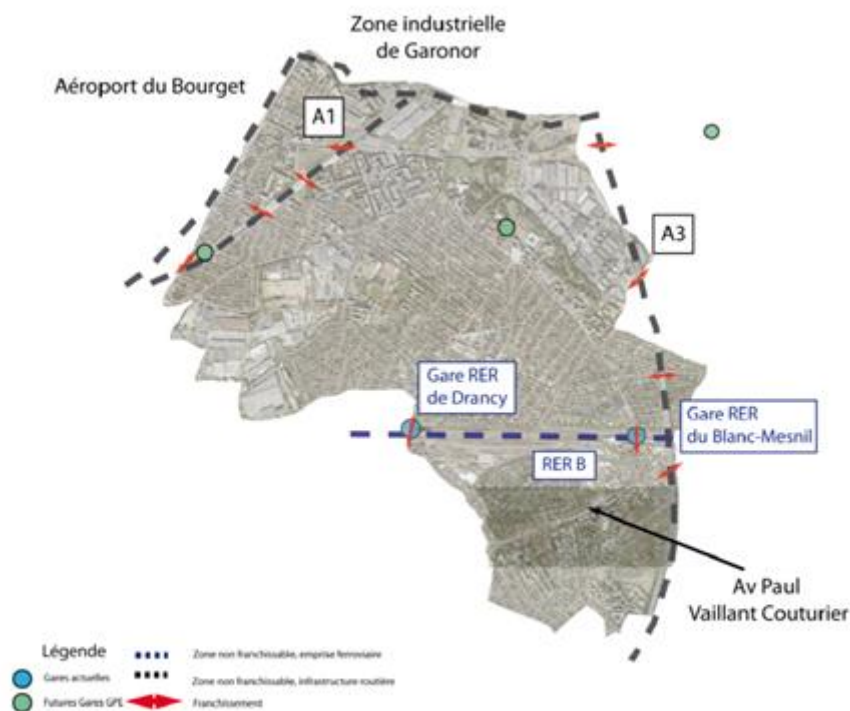 Zone industrielle
de Garonor
Aéroport du Bourget
A1
A3
Gare RER
de Drancy
Gare RER
du Blanc-Mesnil
RER B
Av Paul
Vaillant Couturier
Légende
Zone non franchissable, emprise ferroviaire
Gares actuelles
Zone non franchissable, infrastructure routière
Futures Gares GPE
Franchissement